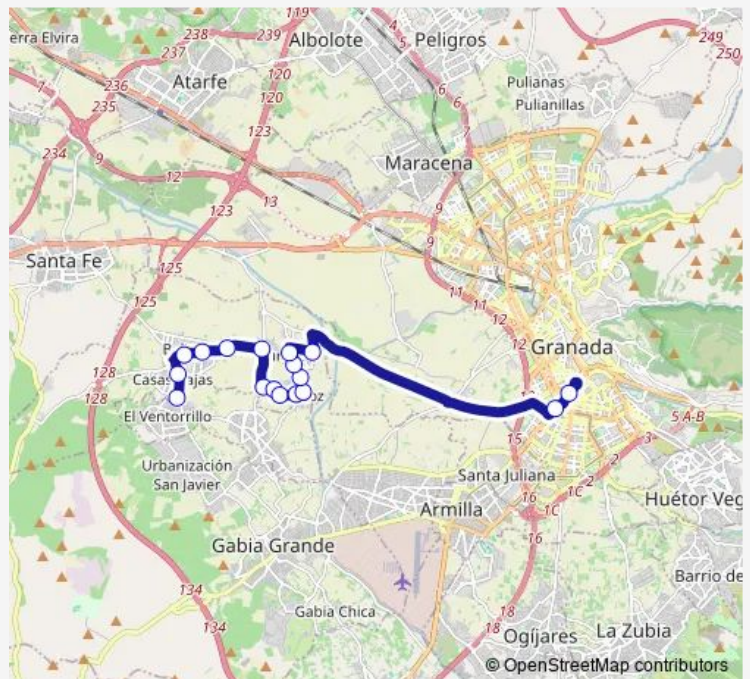 119
4
249
erra Elvira
238
239
Albolote
Peligros
5
250
237
7
236
Atarfe
120
Pulianas
6
235
120
6
Pulianillas
123
7
234
9
Maracena
12
123
13
9
9
Santa Fe
125
11
11
125
12
12
Granada
128
128
El Ventorrillo
5 A-B
15
3
Urbanización
San Javier
Santa Juliana
2
1C
2
16
1C
Huétor Veg
Armilla
16
Gabia Grande
Barrio de
134
Gabia Chica
18
134
18
Ogíjares
La Zubia
© OpenStreetMap contributors